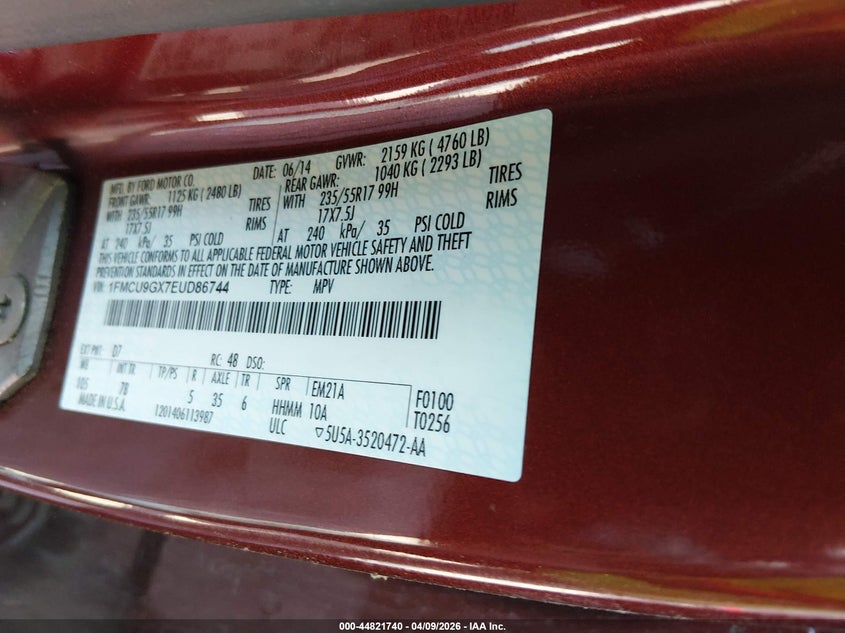 MFD. BY FORD MOTOR CO.
DATE: 06/14 GVWR: 2159 KG ( 4760 LB)
FRONT GAWR: 1125 KG ( 2480 LB) REAR GAWR: 1040 KG ( 2293 LB)
WITH 235/55R17 99H TIRES WITH 235/55R17 99H TIRES
17X7.5J RIMS 17X7.5J RIMS
AT 240 kPa/ 35 PSI COLD AT 240 kPa/ 35 PSI COLD
THIS VEHICLE CONFORMS TO ALL APPLICABLE FEDERAL MOTOR VEHICLE SAFETY AND THEFT
PREVENTION STANDARDS IN EFFECT ON THE DATE OF MANUFACTURE SHOWN ABOVE.
VIN: 1FMCU9GX7EUD86744 TYPE: MPV
EXT PNT: D7 RC: 48 DSO:
WB INT TR TP/PS R AXLE TR SPR EM21A F0100
105 7B 5 35 6 HHMM 10A T0256
MADE IN U.S.A. 1201406113987 ULC ▽5U5A-3520472-AA
000-44821740 | 04/09/2026 - IAA Inc.